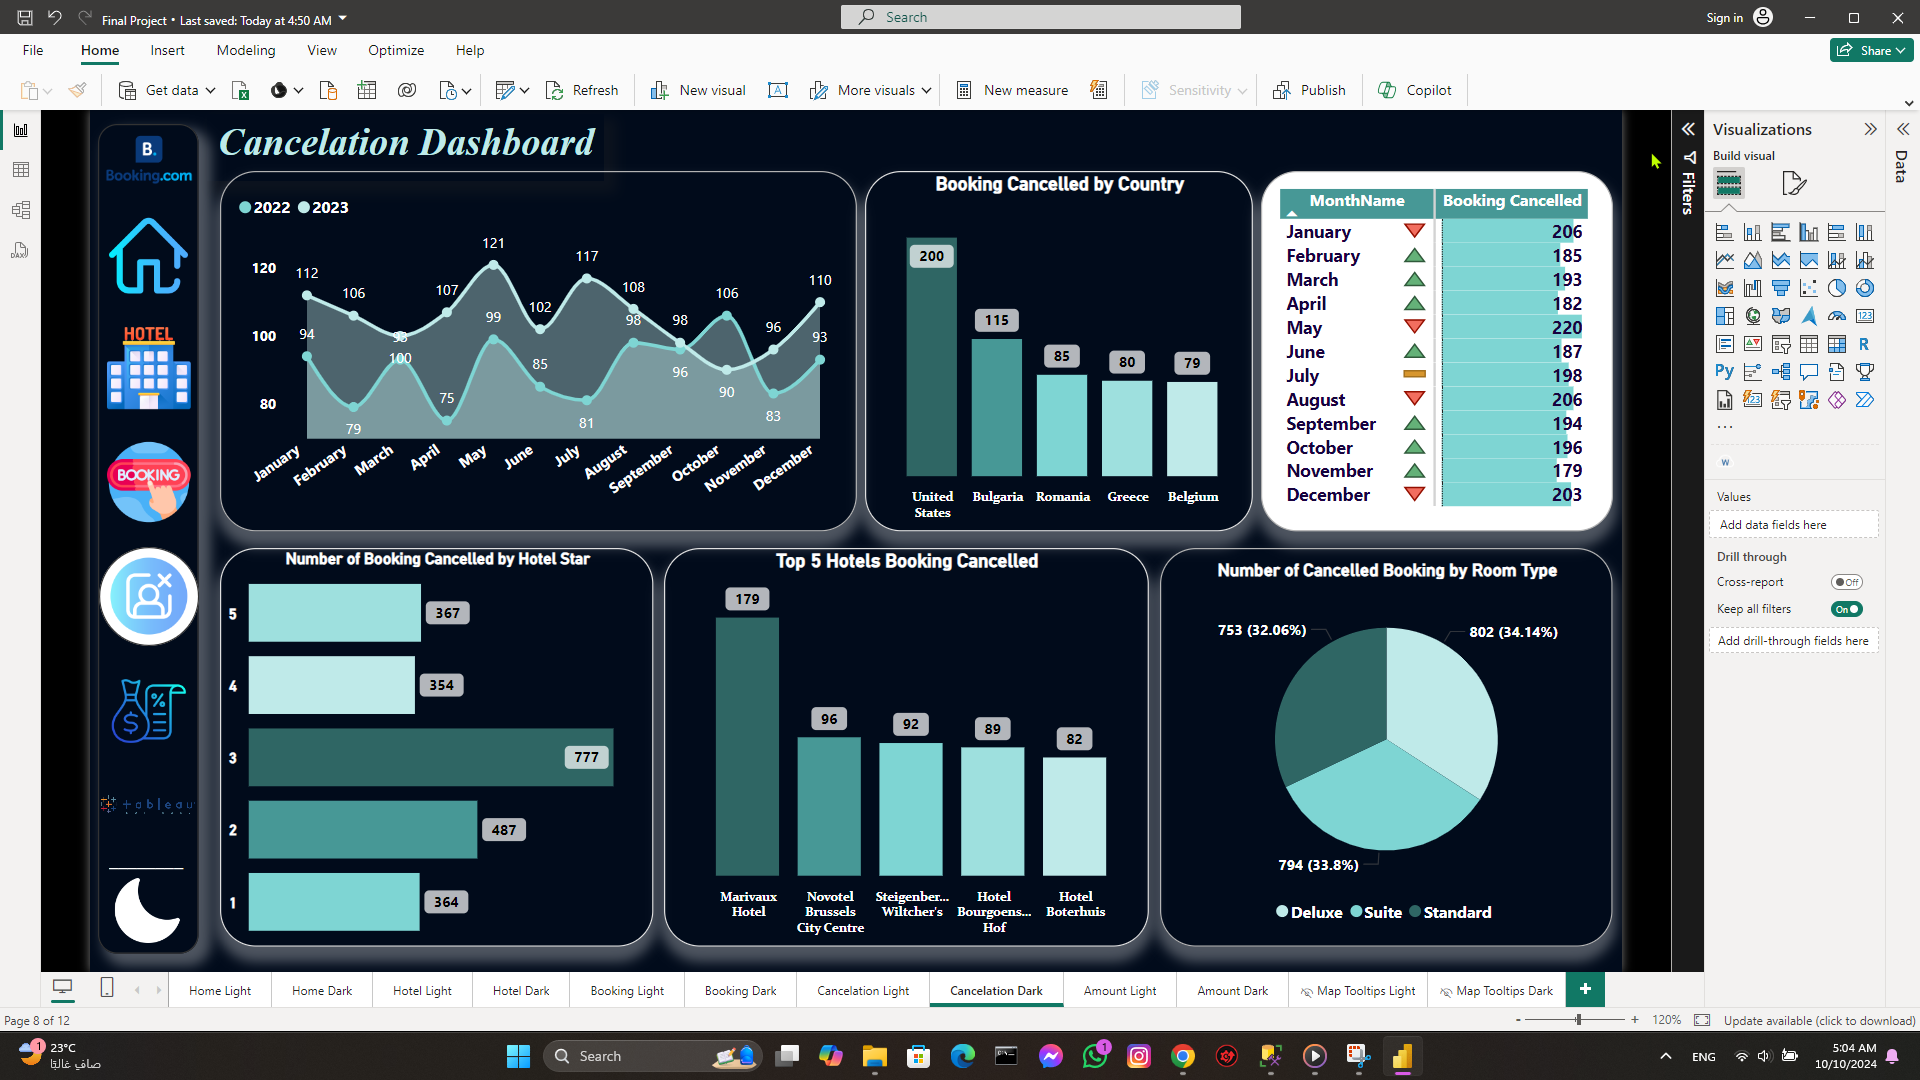 Final Project • Last saved: Today at 4:50 AM
Search
Sign in
File
Home
Insert
Modeling
View
Optimize
Help
Share
Get data
Refresh
New visual
More visuals
New measure
Sensitivity
Publish
Copilot
B.
Booking.com
HOTEL
BOOKING
Cancelation Dashboard
2022 2023
120
100
80
112
106
107
121
102
117
108
98
106
96
110
94
79
93
100
75
99
85
81
98
96
90
83
93
January
February
March
April
May
June
July
August
September
October
November
December
Booking Cancelled by Country
200
115
85
80
79
United
States
Bulgaria
Romania
Greece
Belgium
MonthName Booking Cancelled
January 206
February 185
March 193
April 182
May 220
June 187
July 198
August 206
September 194
October 196
November 179
December 203
Number of Booking Cancelled by Hotel Star
5 367
4 354
3 777
2 487
1 364
Top 5 Hotels Booking Cancelled
179
96
92
89
82
Marivaux
Hotel
Novotel
Brussels
City Centre
Steigenber...
Wiltcher's
Hotel
Bourgoens...
Hof
Hotel
Boterhuis
Number of Cancelled Booking by Room Type
753 (32.06%)
802 (34.14%)
794 (33.8%)
Deluxe Suite Standard
Filters
Visualizations
Build visual
123
R
Py
123
W
Values
Add data fields here
Drill through
Cross-report
Off
Keep all filters
On
Add drill-through fields here
Data
DAX
tableau
Home Light
Home Dark
Hotel Light
Hotel Dark
Booking Light
Booking Dark
Cancelation Light
Cancelation Dark
Amount Light
Amount Dark
Map Tooltips Light
Map Tooltips Dark
+
Page 8 of 12
- + 120%
Update available (click to download)
1
23°C
صافٍ غالبًا
Search
1
ENG
5:04 AM
10/10/2024